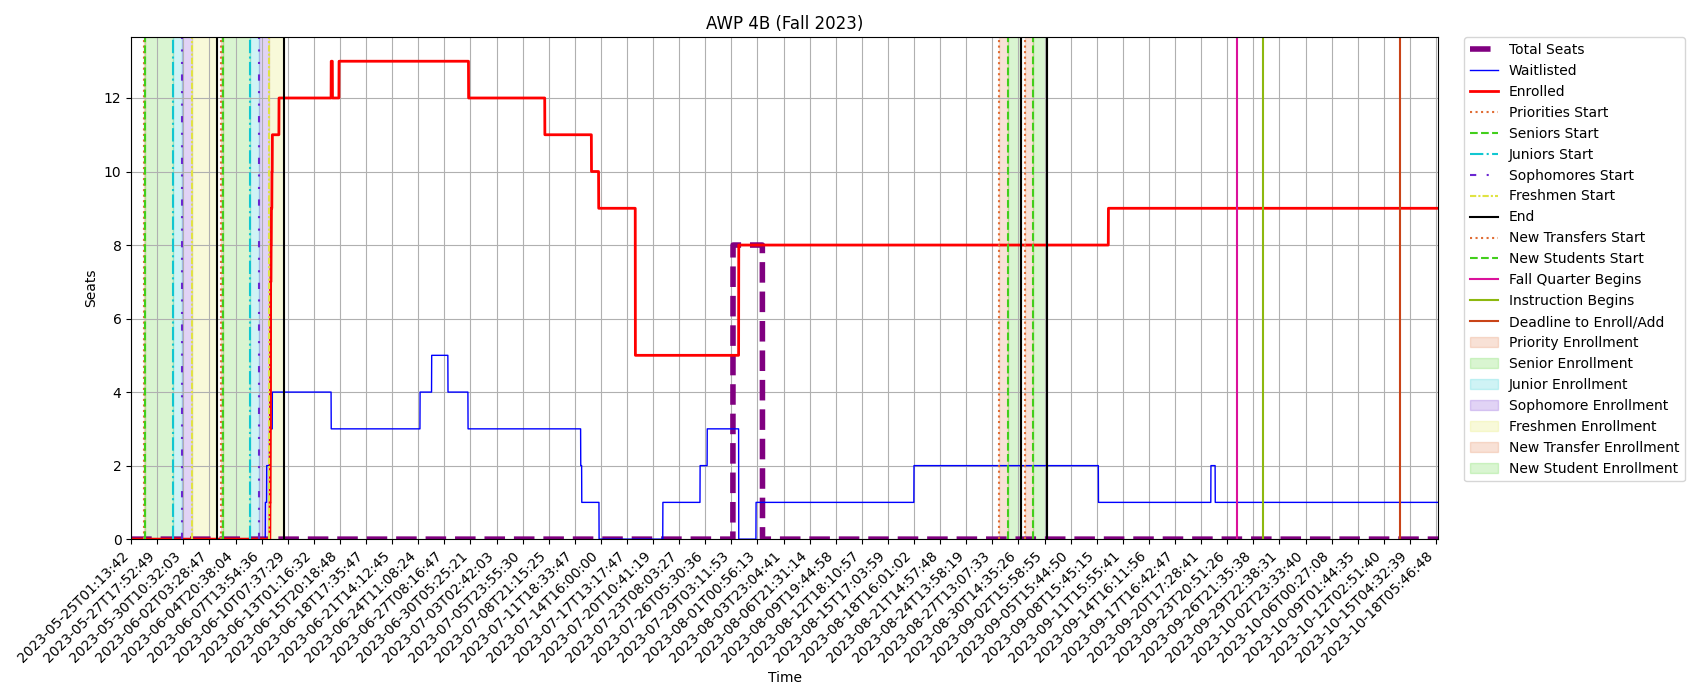 AWP 4B (Fall 2023)
Total Seats
Waitlisted
Enrolled
Priorities Start
Seniors Start
Juniors Start
Sophomores Start
Freshmen Start
End
New Transfers Start
New Students Start
Fall Quarter Begins
Instruction Begins
Deadline to Enroll/Add
Priority Enrollment
Senior Enrollment
Junior Enrollment
Sophomore Enrollment
Freshmen Enrollment
New Transfer Enrollment
New Student Enrollment
Seats
12
10
8
6
4
2
0
2023-05-25T01:13:42
2023-05-27T17:52:49
2023-05-30T10:32:03
2023-06-02T03:28:47
2023-06-04T20:38:04
2023-06-07T13:54:36
2023-06-10T07:37:29
2023-06-13T01:16:32
2023-06-15T20:18:48
2023-06-18T17:35:47
2023-06-21T14:12:45
2023-06-24T11:08:24
2023-06-27T08:16:47
2023-06-30T05:25:21
2023-07-03T02:42:03
2023-07-05T23:55:30
2023-07-08T21:15:25
2023-07-11T18:33:47
2023-07-14T16:00:00
2023-07-17T13:17:47
2023-07-20T10:41:19
2023-07-23T08:03:27
2023-07-26T05:30:36
2023-07-29T03:11:53
2023-08-01T00:56:13
2023-08-03T23:04:41
2023-08-06T21:31:14
2023-08-09T19:44:58
2023-08-12T18:10:57
2023-08-15T17:03:59
2023-08-18T16:01:02
2023-08-21T14:57:48
2023-08-24T13:58:19
2023-08-27T13:07:33
2023-08-30T14:35:26
2023-09-02T15:58:55
2023-09-05T15:44:50
2023-09-08T15:45:15
2023-09-11T15:55:41
2023-09-14T16:11:56
2023-09-17T16:42:47
2023-09-20T17:28:41
2023-09-23T20:51:26
2023-09-26T21:35:38
2023-09-29T22:38:31
2023-10-02T23:33:40
2023-10-06T00:27:08
2023-10-09T01:44:35
2023-10-12T02:51:40
2023-10-15T04:32:39
2023-10-18T05:46:48
Time